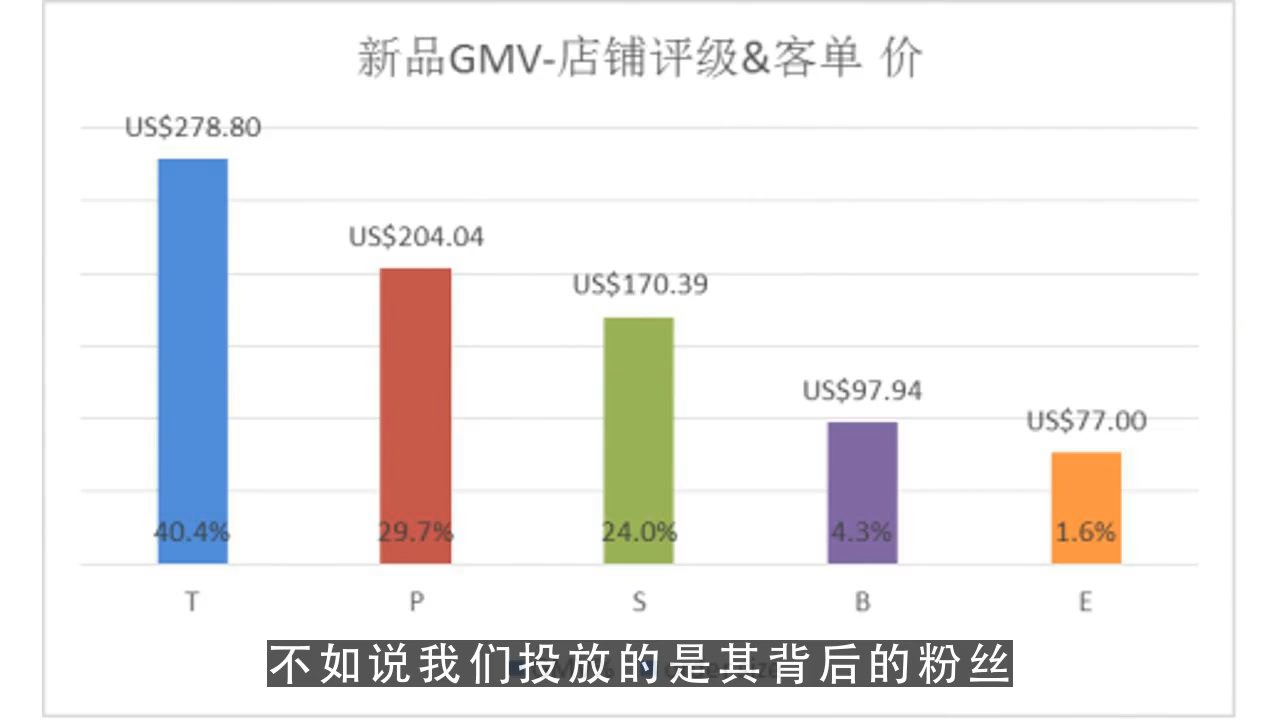 新品GMV-店铺评级&客单 价
US$278.80
US$204.04
US$170.39
US$97.94
US$77.00
40.4% 29.7% 24.0% 4.3% 1.6%
T P S B E
不如说我们投放的是其背后的粉丝